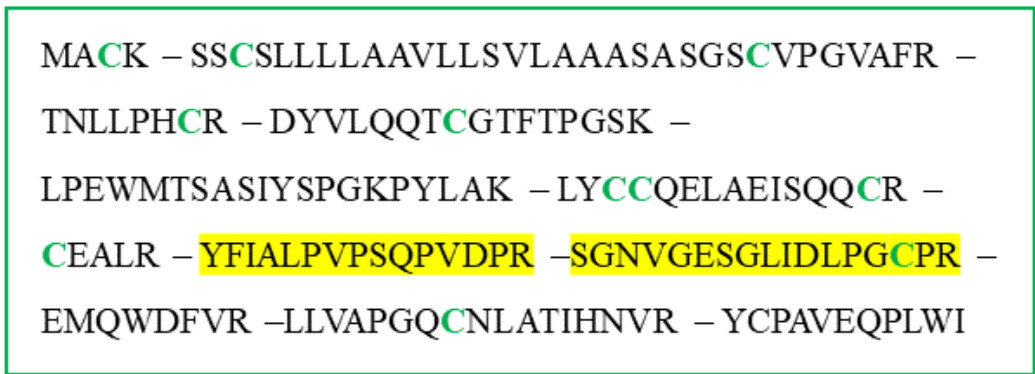 MACK – SSCSLLLLAAVLLSVLAAASASGSCVPGVAFR –
TNLLPHCR – DYVLQQTCGTFTPGSK –
LPEWMTSASIYSPGKPYLAK – LYCCQELAEISQQCR –
CEALR – YFIALPVPSQPVDPR –SGNVGESGLIDLPGCPR –
EMQWDFVR –LLVAPGQCNLATIHNVR – YCPAVEQPLWI